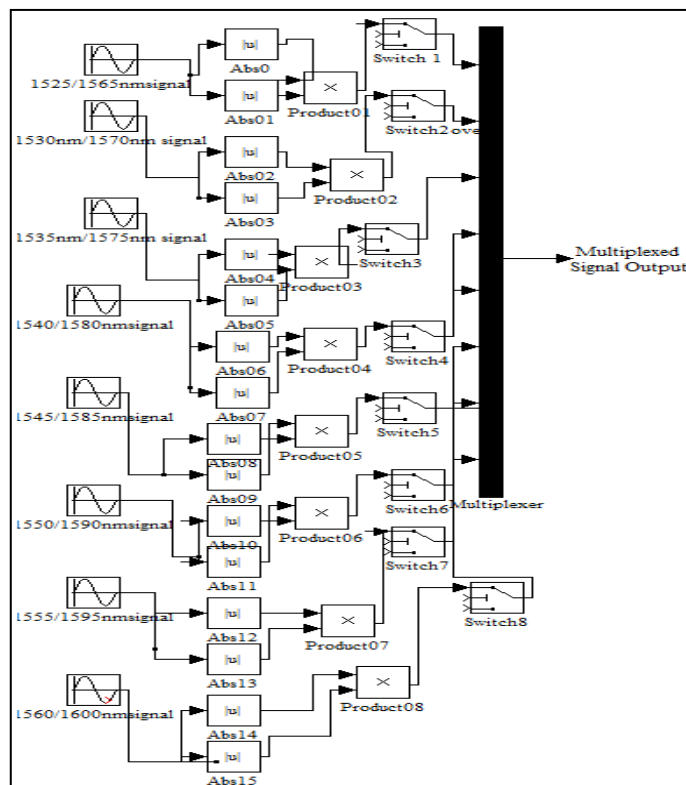 |u|
Abs0
Switch 1
1525/1565nmsignal
|u|
Abs01
Product01
Switch2 ove
1530nm/1570nm signal
|u|
Abs02
Product02
|u|
Abs03
1535nm/1575nm signal
|u|
Abs04
Switch3
Product03
Multiplexed
Signal Output
|u|
Abs05
1540/1580nmsignal
|u|
Abs06
Product04
Switch4
|u|
Abs07
1545/1585nmsignal
|u|
Abs08
Product05
Switch5
|u|
Abs09
1550/1590nmsignal
|u|
Abs10
Product06
Switch6
Multiplexer
|u|
Abs11
Switch7
1555/1595nmsignal
|u|
Abs12
Product07
Switch8
|u|
Abs13
1560/1600nmsignal
|u|
Abs14
Product08
|u|
Abs15